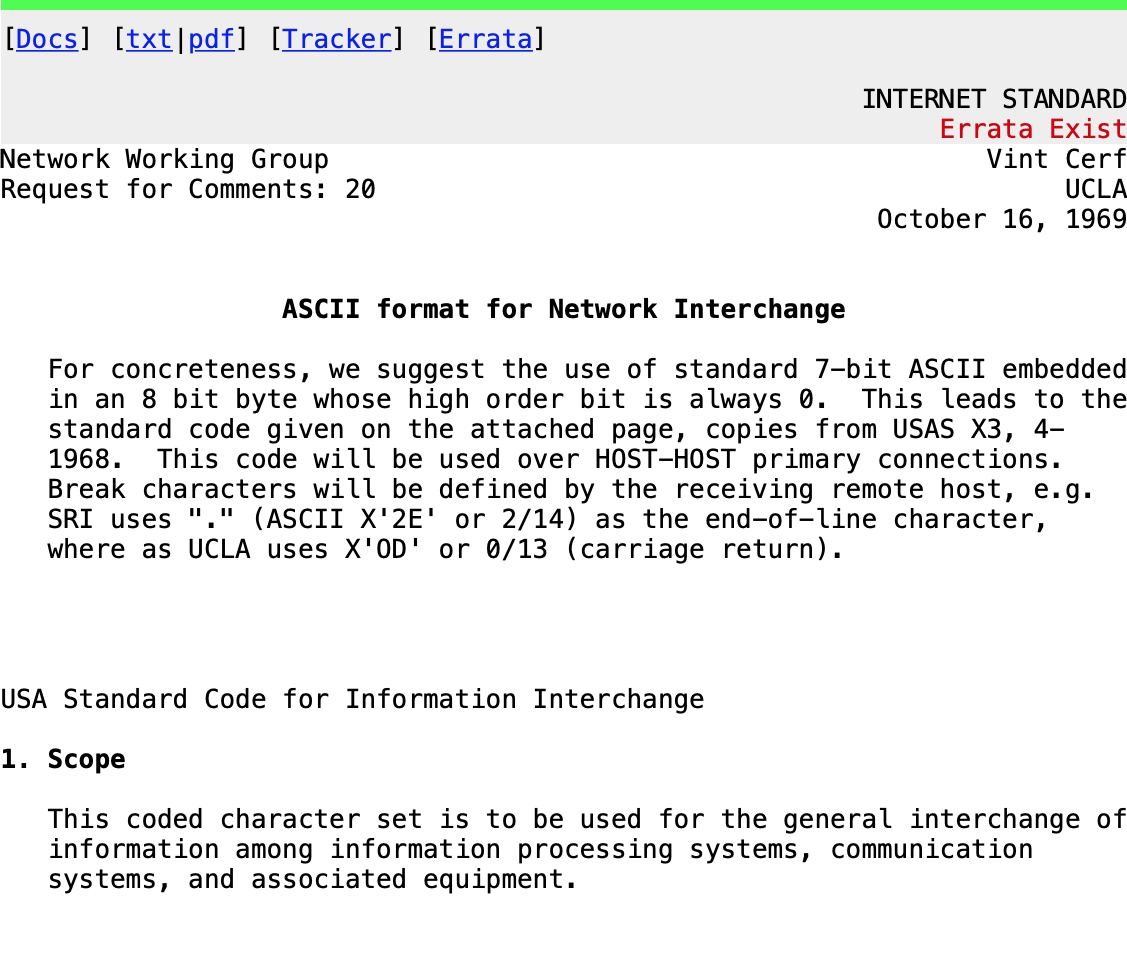 [Docs] [txt|pdf] [Tracker] [Errata]
INTERNET STANDARD
Errata Exist
Network Working Group Vint Cerf
Request for Comments: 20 UCLA
October 16, 1969
ASCII format for Network Interchange
For concreteness, we suggest the use of standard 7-bit ASCII embedded
in an 8 bit byte whose high order bit is always 0. This leads to the
standard code given on the attached page, copies from USAS X3, 4-
1968. This code will be used over HOST-HOST primary connections.
Break characters will be defined by the receiving remote host, e.g.
SRI uses "." (ASCII X'2E' or 2/14) as the end-of-line character,
where as UCLA uses X'OD' or 0/13 (carriage return).
USA Standard Code for Information Interchange
1. Scope
This coded character set is to be used for the general interchange of
information among information processing systems, communication
systems, and associated equipment.